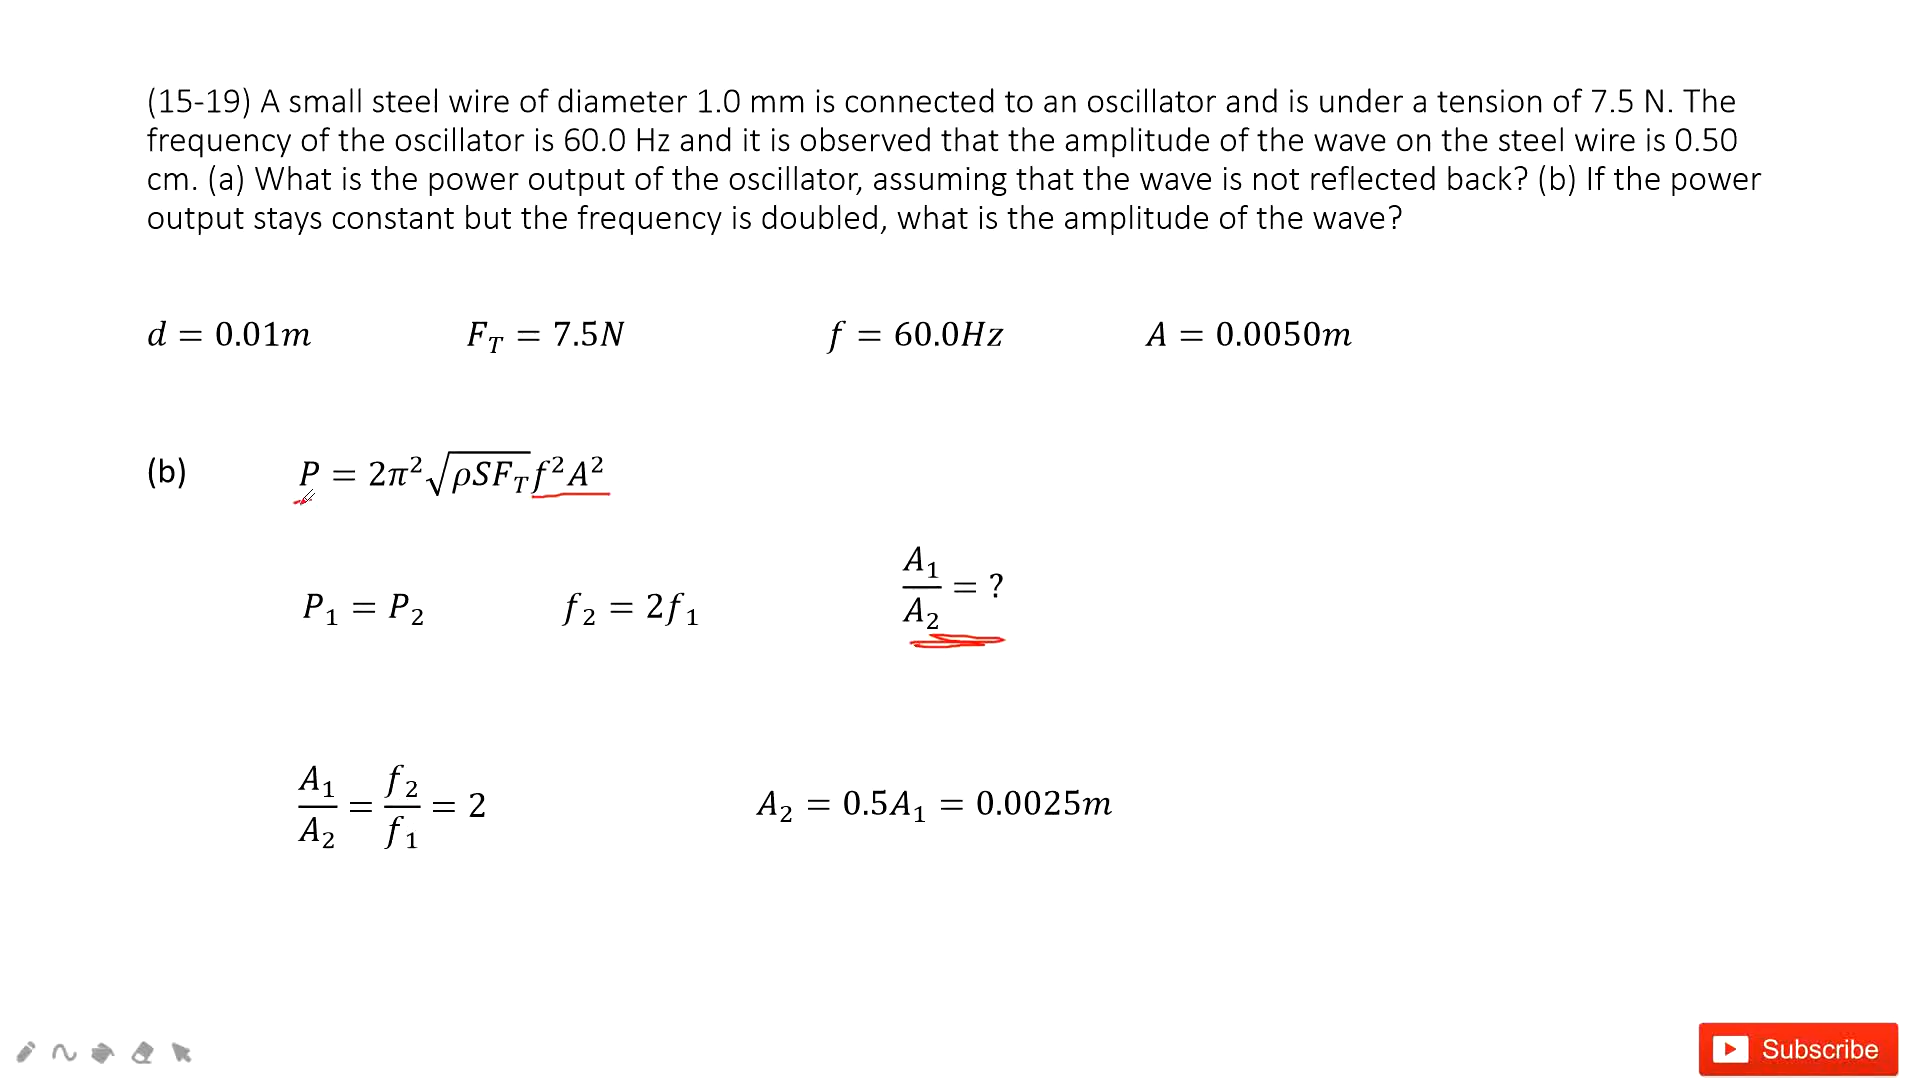 (15-19) A small steel wire of diameter 1.0 mm is connected to an oscillator and is under a tension of 7.5 N. The
frequency of the oscillator is 60.0 Hz and it is observed that the amplitude of the wave on the steel wire is 0.50
cm. (a) What is the power output of the oscillator, assuming that the wave is not reflected back? (b) If the power
output stays constant but the frequency is doubled, what is the amplitude of the wave?
d = 0.01m F_T = 7.5N f = 60.0Hz A = 0.0050m
(b) P = 2π²√(ρSF_T) f²A²
P₁ = P₂ f₂ = 2f₁ A₁/A₂ = ?
A₁/A₂ = f₂/f₁ = 2 A₂ = 0.5A₁ = 0.0025m
Subscribe